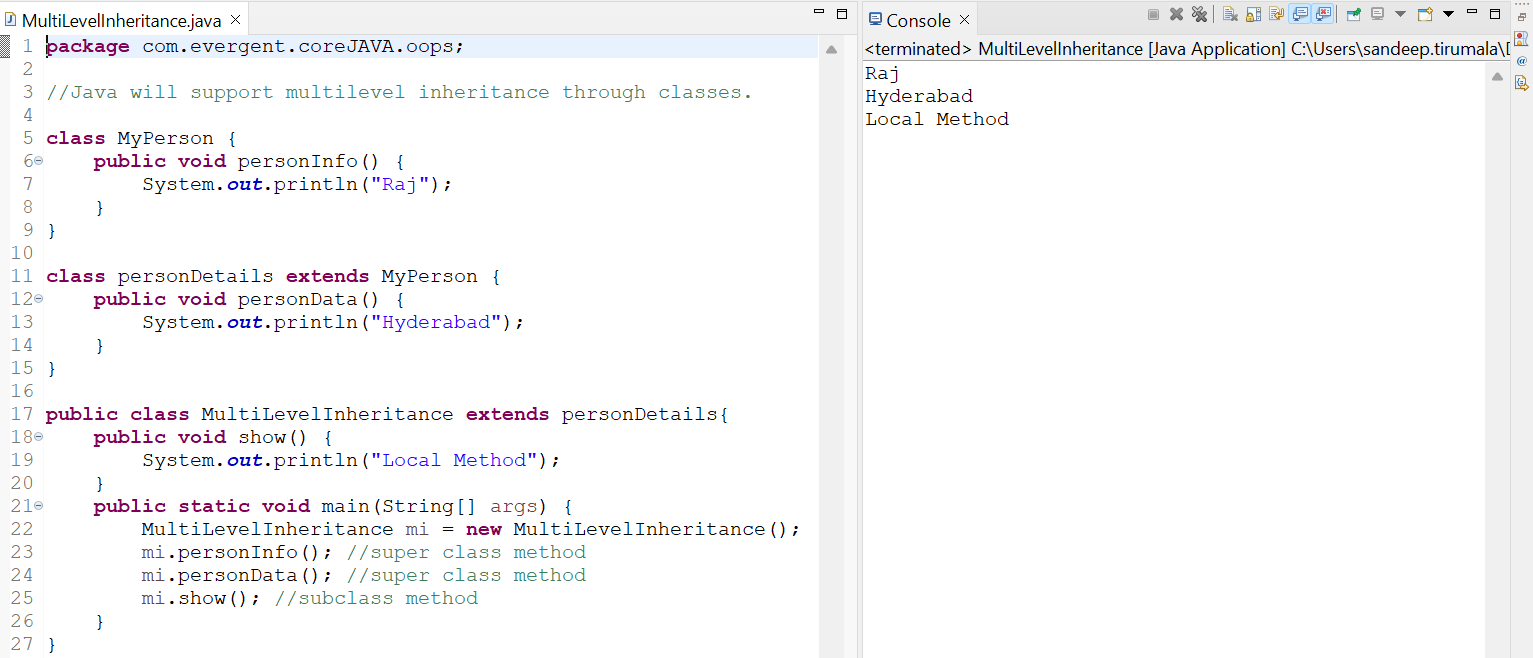 MultiLevelInheritance.java
1 package com.evergent.coreJAVA.oops;
2
3 //Java will support multilevel inheritance through classes.
4
5 class MyPerson {
6     public void personInfo() {
7         System.out.println("Raj");
8     }
9 }
10
11 class personDetails extends MyPerson {
12     public void personData() {
13         System.out.println("Hyderabad");
14     }
15 }
16
17 public class MultiLevelInheritance extends personDetails{
18     public void show() {
19         System.out.println("Local Method");
20     }
21     public static void main(String[] args) {
22         MultiLevelInheritance mi = new MultiLevelInheritance();
23         mi.personInfo(); //super class method
24         mi.personData(); //super class method
25         mi.show(); //subclass method
26     }
27 }
Console
<terminated> MultiLevelInheritance [Java Application] C:\Users\sandeep.tirumala\
Raj
Hyderabad
Local Method